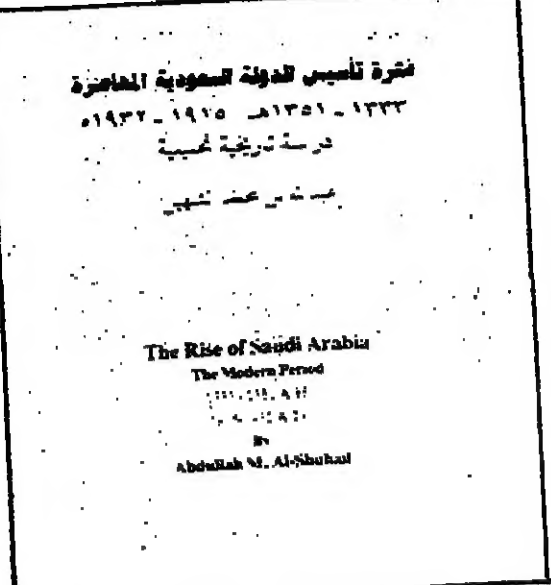 فترة تأسيس الدولة السعودية المعاصرة
١٣٣٣ - ١٣٥١هـ ١٩١٥ - ١٩٣٢م
دراسة تاريخية
The Rise of Saudi Arabia
The Modern Period
By
Abdullah M. Al-Shuhail